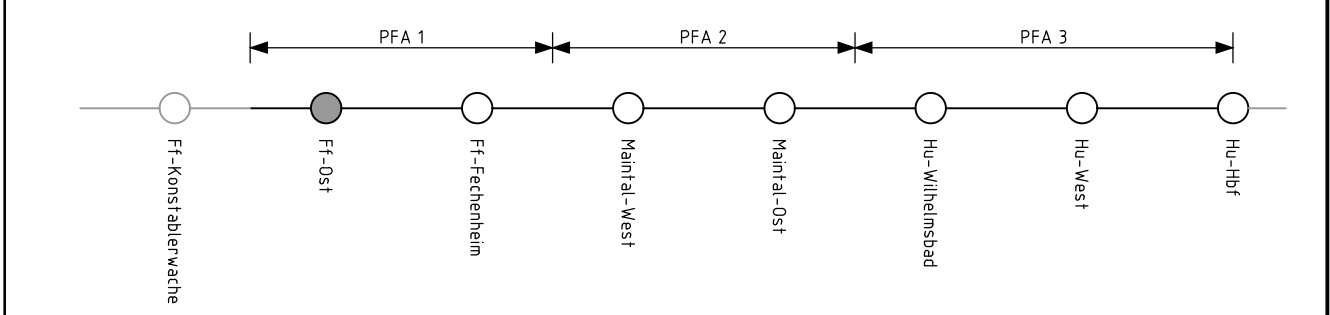 PFA 1
PFA 2
PFA 3
Ff-Konstablerwache
Ff-Ost
Ff-Fechenheim
Maintal-West
Maintal-Ost
Hu-Wilhelmsbad
Hu-West
Hu-Hbf